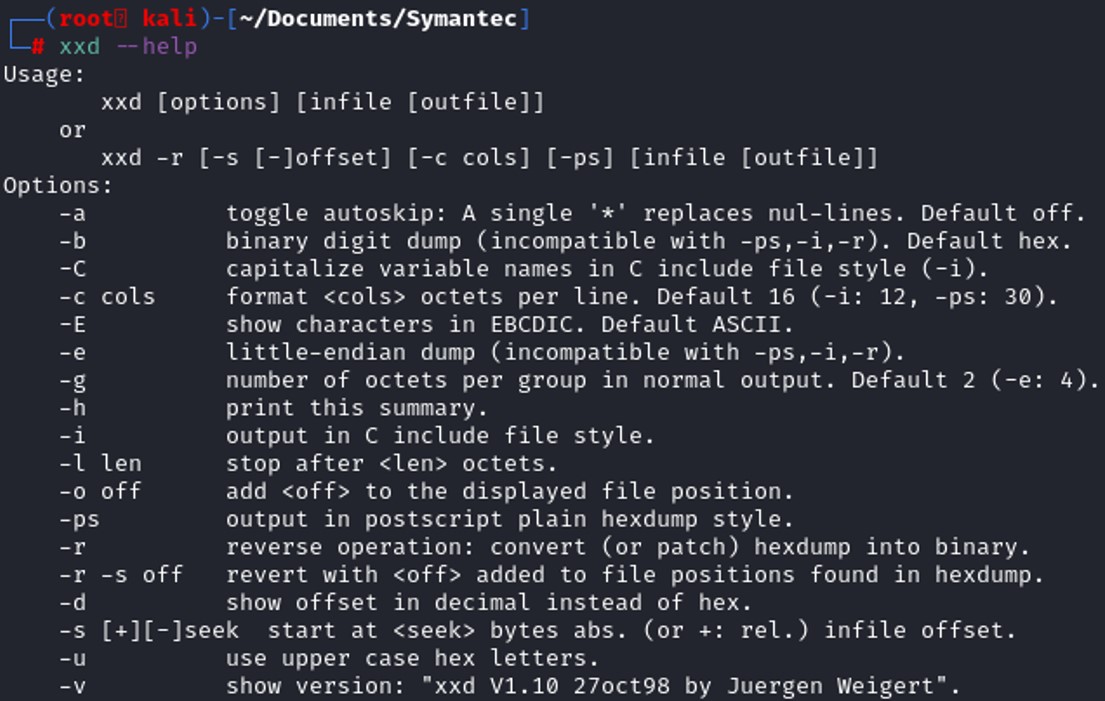 (root kali)-[~/Documents/Symantec]
# xxd --help
Usage:
xxd [options] [infile [outfile]]
or
xxd -r [-s [-]offset] [-c cols] [-ps] [infile [outfile]]
Options:
-a toggle autoskip: A single '*' replaces nul-lines. Default off.
-b binary digit dump (incompatible with -ps,-i,-r). Default hex.
-C capitalize variable names in C include file style (-i).
-c cols format <cols> octets per line. Default 16 (-i: 12, -ps: 30).
-E show characters in EBCDIC. Default ASCII.
-e little-endian dump (incompatible with -ps,-i,-r).
-g number of octets per group in normal output. Default 2 (-e: 4).
-h print this summary.
-i output in C include file style.
-l len stop after <len> octets.
-o off add <off> to the displayed file position.
-ps output in postscript plain hexdump style.
-r reverse operation: convert (or patch) hexdump into binary.
-r -s off revert with <off> added to file positions found in hexdump.
-d show offset in decimal instead of hex.
-s [+][-]seek start at <seek> bytes abs. (or +: rel.) infile offset.
-u use upper case hex letters.
-v show version: "xxd V1.10 27oct98 by Juergen Weigert".